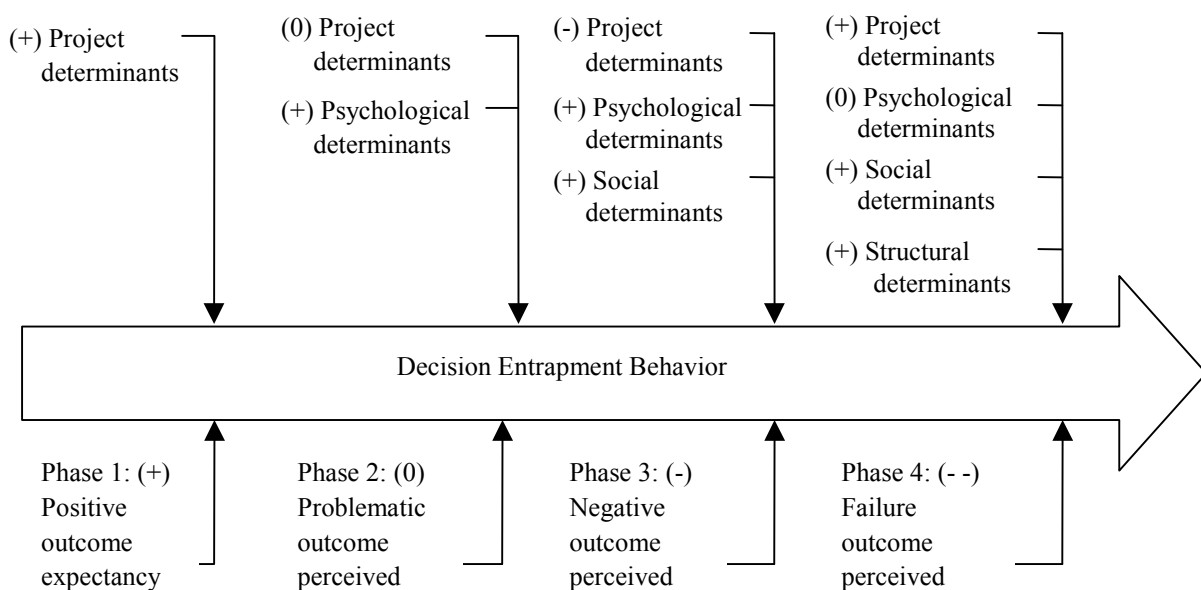 (+) Project
determinants
(0) Project
determinants
(+) Psychological
determinants
(-) Project
determinants
(+) Psychological
determinants
(+) Social
determinants
(+) Project
determinants
(0) Psychological
determinants
(+) Social
determinants
(+) Structural
determinants
Decision Entrapment Behavior
Phase 1: (+)
Positive
outcome
expectancy
Phase 2: (0)
Problematic
outcome
perceived
Phase 3: (-)
Negative
outcome
perceived
Phase 4: (- -)
Failure
outcome
perceived